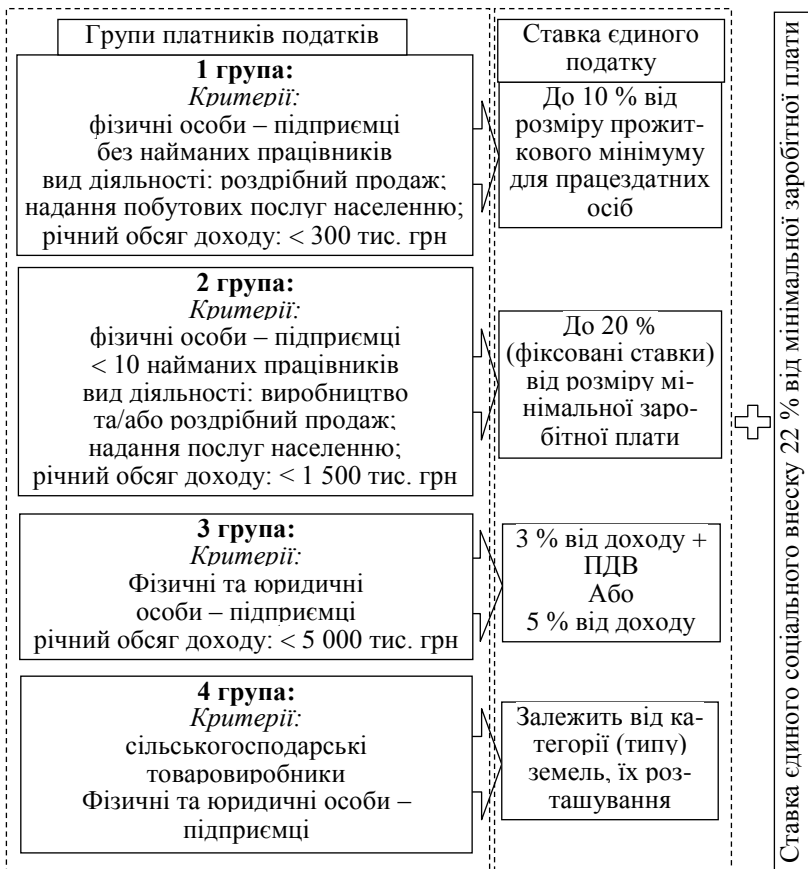 Групи платників податків
Ставка єдиного
податку
1 група:
Критерії:
фізичні особи – підприємці
без найманих працівників
вид діяльності: роздрібний продаж;
надання побутових послуг населенню;
річний обсяг доходу: < 300 тис. грн
До 10 % від
розміру прожит-
кового мінімуму
для працездатних
осіб
2 група:
Критерії:
фізичні особи – підприємці
< 10 найманих працівників
вид діяльності: виробництво
та/або роздрібний продаж;
надання послуг населенню;
річний обсяг доходу: < 1 500 тис. грн
До 20 %
(фіксовані ставки)
від розміру мі-
німальної заро-
бітної плати
3 група:
Критерії:
Фізичні та юридичні
особи – підприємці
річний обсяг доходу: < 5 000 тис. грн
3 % від доходу +
ПДВ
Або
5 % від доходу
4 група:
Критерії:
сільськогосподарські
товаровиробники
Фізичні та юридичні особи –
підприємці
Залежить від ка-
тегорії (типу)
земель, їх роз-
ташування
Ставка єдиного соціального внеску 22 % від мінімальної заробітної плати